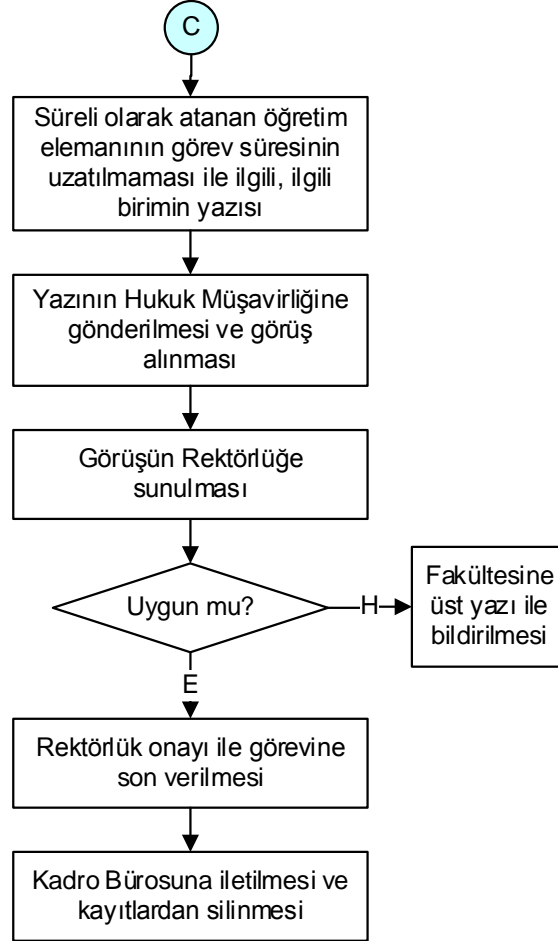 C
Süreli olarak atanan öğretim
elemanının görev süresinin
uzatılmaması ile ilgili, ilgili
birimin yazısı
Yazının Hukuk Müşavirliğine
gönderilmesi ve görüş
alınması
Görüşün Rektörlüğe
sunulması
Uygun mu?
H
Fakültesine
üst yazı ile
bildirilmesi
E
Rektörlük onayı ile görevine
son verilmesi
Kadro Bürosuna iletilmesi ve
kayıtlardan silinmesi